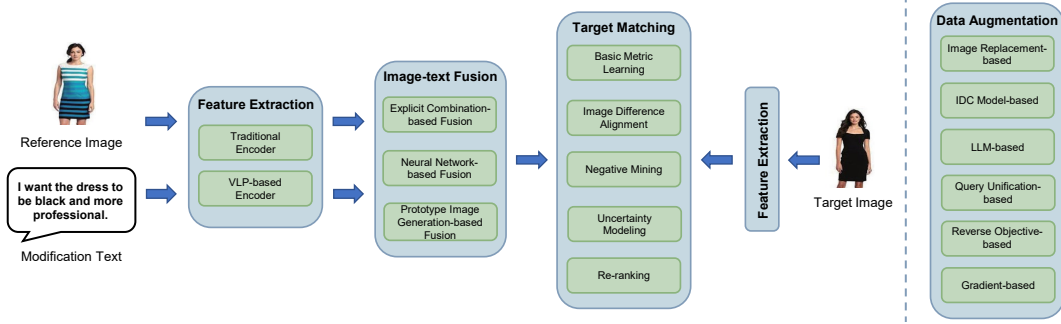 Reference Image
I want the dress to
be black and more
professional.
Modification Text
Feature Extraction
Traditional
Encoder
VLP-based
Encoder
Image-text Fusion
Explicit Combination-
based Fusion
Neural Network-
based Fusion
Prototype Image
Generation-based
Fusion
Target Matching
Basic Metric
Learning
Image Difference
Alignment
Negative Mining
Uncertainty
Modeling
Re-ranking
Feature Extraction
Target Image
Data Augmentation
Image Replacement-
based
IDC Model-based
LLM-based
Query Unification-
based
Reverse Objective-
based
Gradient-based